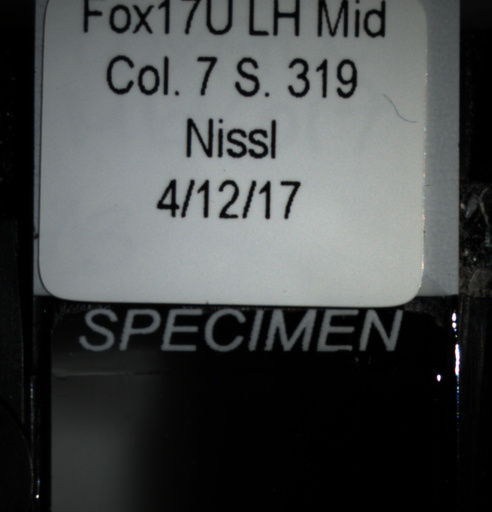 Fox17U LH Mid
Col. 7 S. 319
Nissl
4/12/17
SPECIMEN